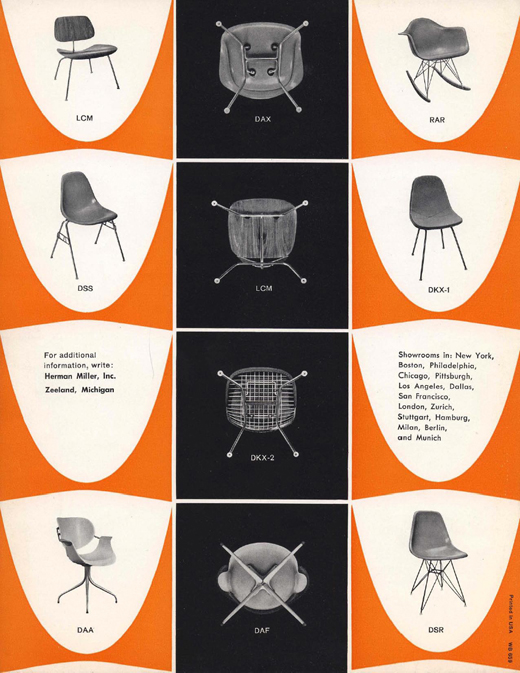 LCM
DAX
RAR
DSS
LCM
DKX-1
For additional
information, write:
Herman Miller, Inc.
Zeeland, Michigan
DKX-2
Showrooms in: New York,
Boston, Philadelphia,
Chicago, Pittsburgh,
Los Angeles, Dallas,
San Francisco,
London, Zurich,
Stuttgart, Hamburg,
Milan, Berlin,
and Munich
DAA
DAF
DSR
Printed in USA